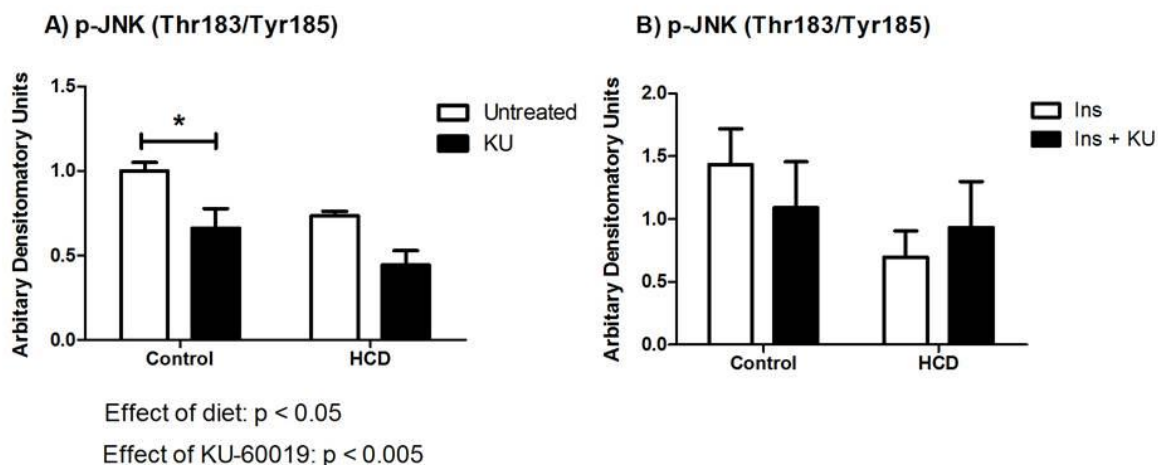 A) p-JNK (Thr183/Tyr185)
Arbitary Densitomatory Units
1.5
1.0
0.5
0.0
*
Untreated
KU
Control
HCD
Effect of diet: p < 0.05
Effect of KU-60019: p < 0.005
B) p-JNK (Thr183/Tyr185)
Arbitary Densitomatory Units
2.0
1.5
1.0
0.5
0.0
Ins
Ins + KU
Control
HCD